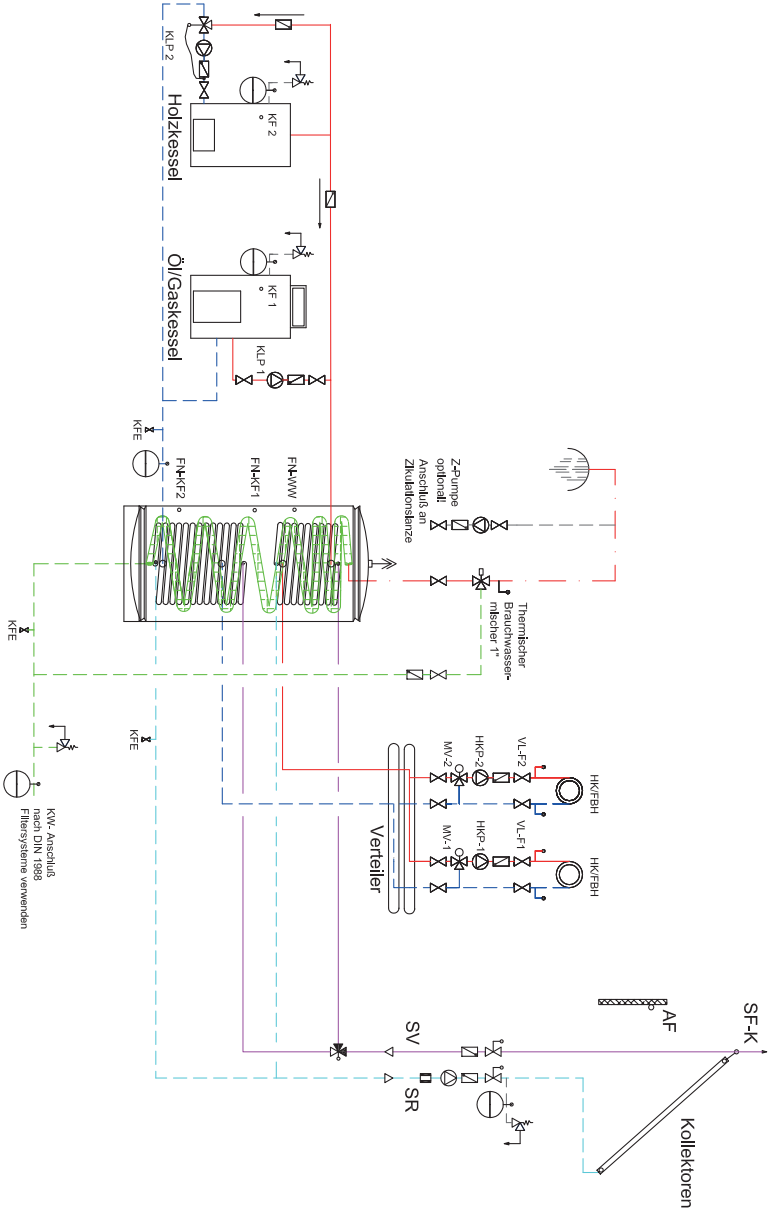 KLP 2
Holzkessel
KF 2
Öl/Gaskessel
KF 1
KLP 1
KFE
FN-KF2
FN-KF1
FN-WW
Z-Pumpe
optional!
Anschluß an
Zikulationslanze
Thermischer
Brauchwasser-
mischer 1"
KFE
KFE
KW- Anschluß
nach DIN 1988
Filtersysteme verwenden
Verteiler
MV-2
HKP-2
VL-F2
HK/FBH
MV-1
HKP-1
VL-F1
HK/FBH
AF
SF-K
SV
SR
Kollektoren